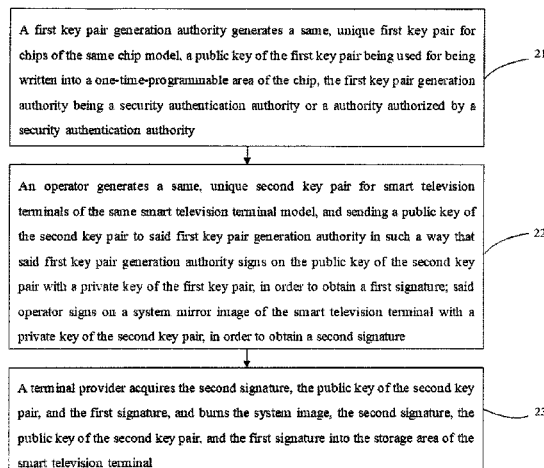 A first key pair generation authority generates a same, unique first key pair for
chips of the same chip model, a public key of the first key pair being used for being
written into a one-time-programmable area of the chip, the first key pair generation
authority being a security authentication authority or a authority authorized by a
security authentication authority
21
An operator generates a same, unique second key pair for smart television
terminals of the same smart television terminal model, and sending a public key of
the second key pair to said first key pair generation authority in such a way that
said first key pair generation authority signs on the public key of the second key
pair with a private key of the first key pair, in order to obtain a first signature; said
operator signs on a system mirror image of the smart television terminal with a
private key of the second key pair, in order to obtain a second signature
22
A terminal provider acquires the second signature, the public key of the second key
pair, and the first signature, and burns the system image, the second signature, the
public key of the second key pair, and the first signature into the storage area of the
smart television terminal
23